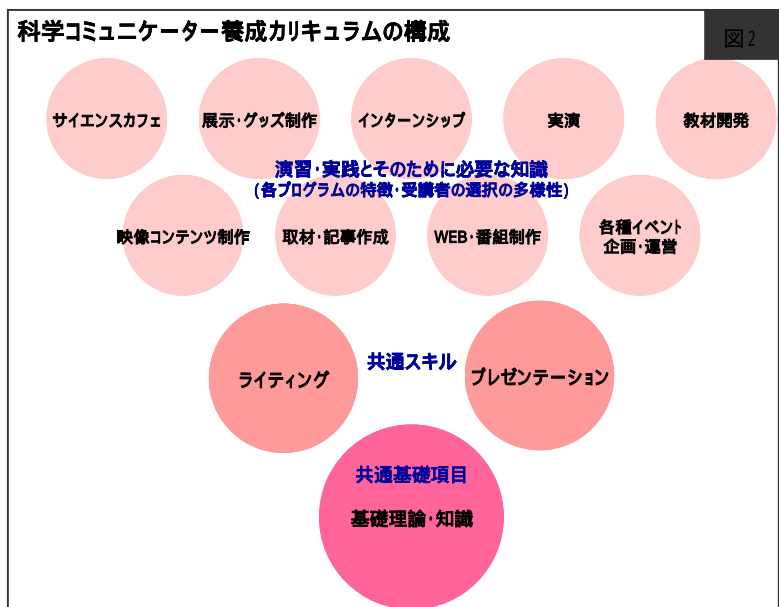 科学コミュニケーター養成カリキュラムの構成
図2
サイエンスカフェ
展示・グッズ制作
インターンシップ
実演
教材開発
演習・実践とそのために必要な知識
(各プログラムの特徴・受講者の選択の多様性)
映像コンテンツ制作
取材・記事作成
WEB・番組制作
各種イベント
企画・運営
共通スキル
ライティング
プレゼンテーション
共通基礎項目
基礎理論・知識